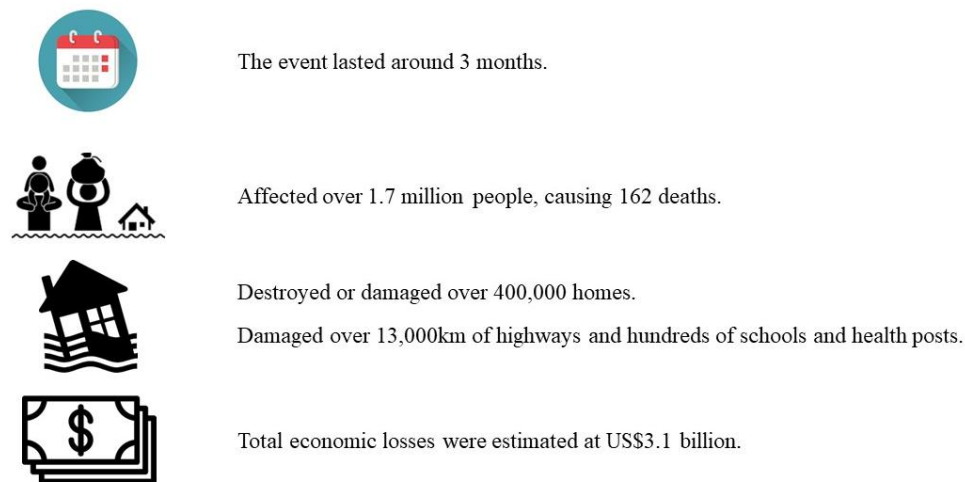 The event lasted around 3 months.
Affected over 1.7 million people, causing 162 deaths.
Destroyed or damaged over 400,000 homes.
Damaged over 13,000km of highways and hundreds of schools and health posts.
$
Total economic losses were estimated at US$3.1 billion.